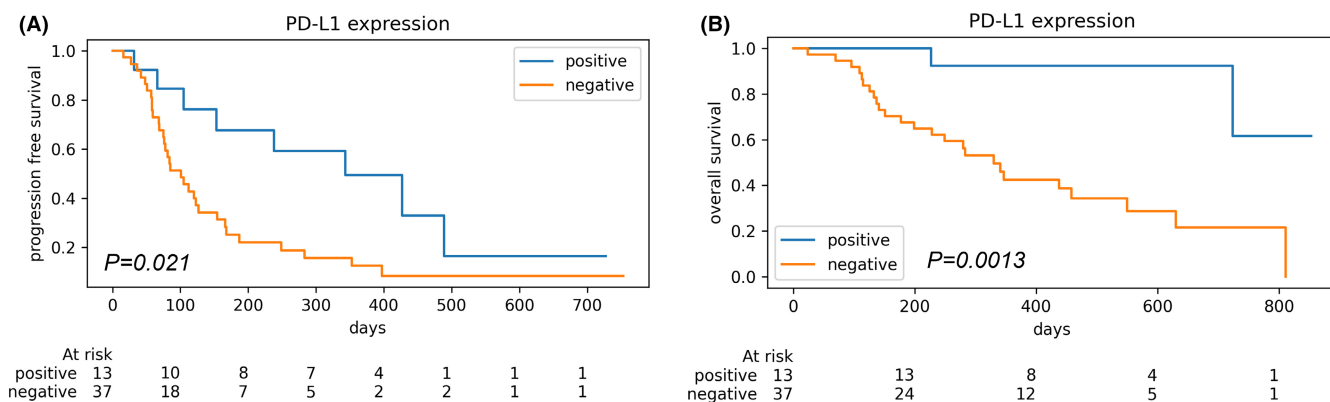 (A)
PD-L1 expression
progression free survival
1.0
0.8
0.6
0.4
0.2
positive
negative
P=0.021
0 100 200 300 400 500 600 700
days
At risk
positive 13 10 8 7 4 1 1 1
negative 37 18 7 5 2 2 1 1
(B)
PD-L1 expression
overall survival
1.0
0.8
0.6
0.4
0.2
0.0
positive
negative
P=0.0013
0 200 400 600 800
days
At risk
positive 13 13 8 4 1
negative 37 24 12 5 1